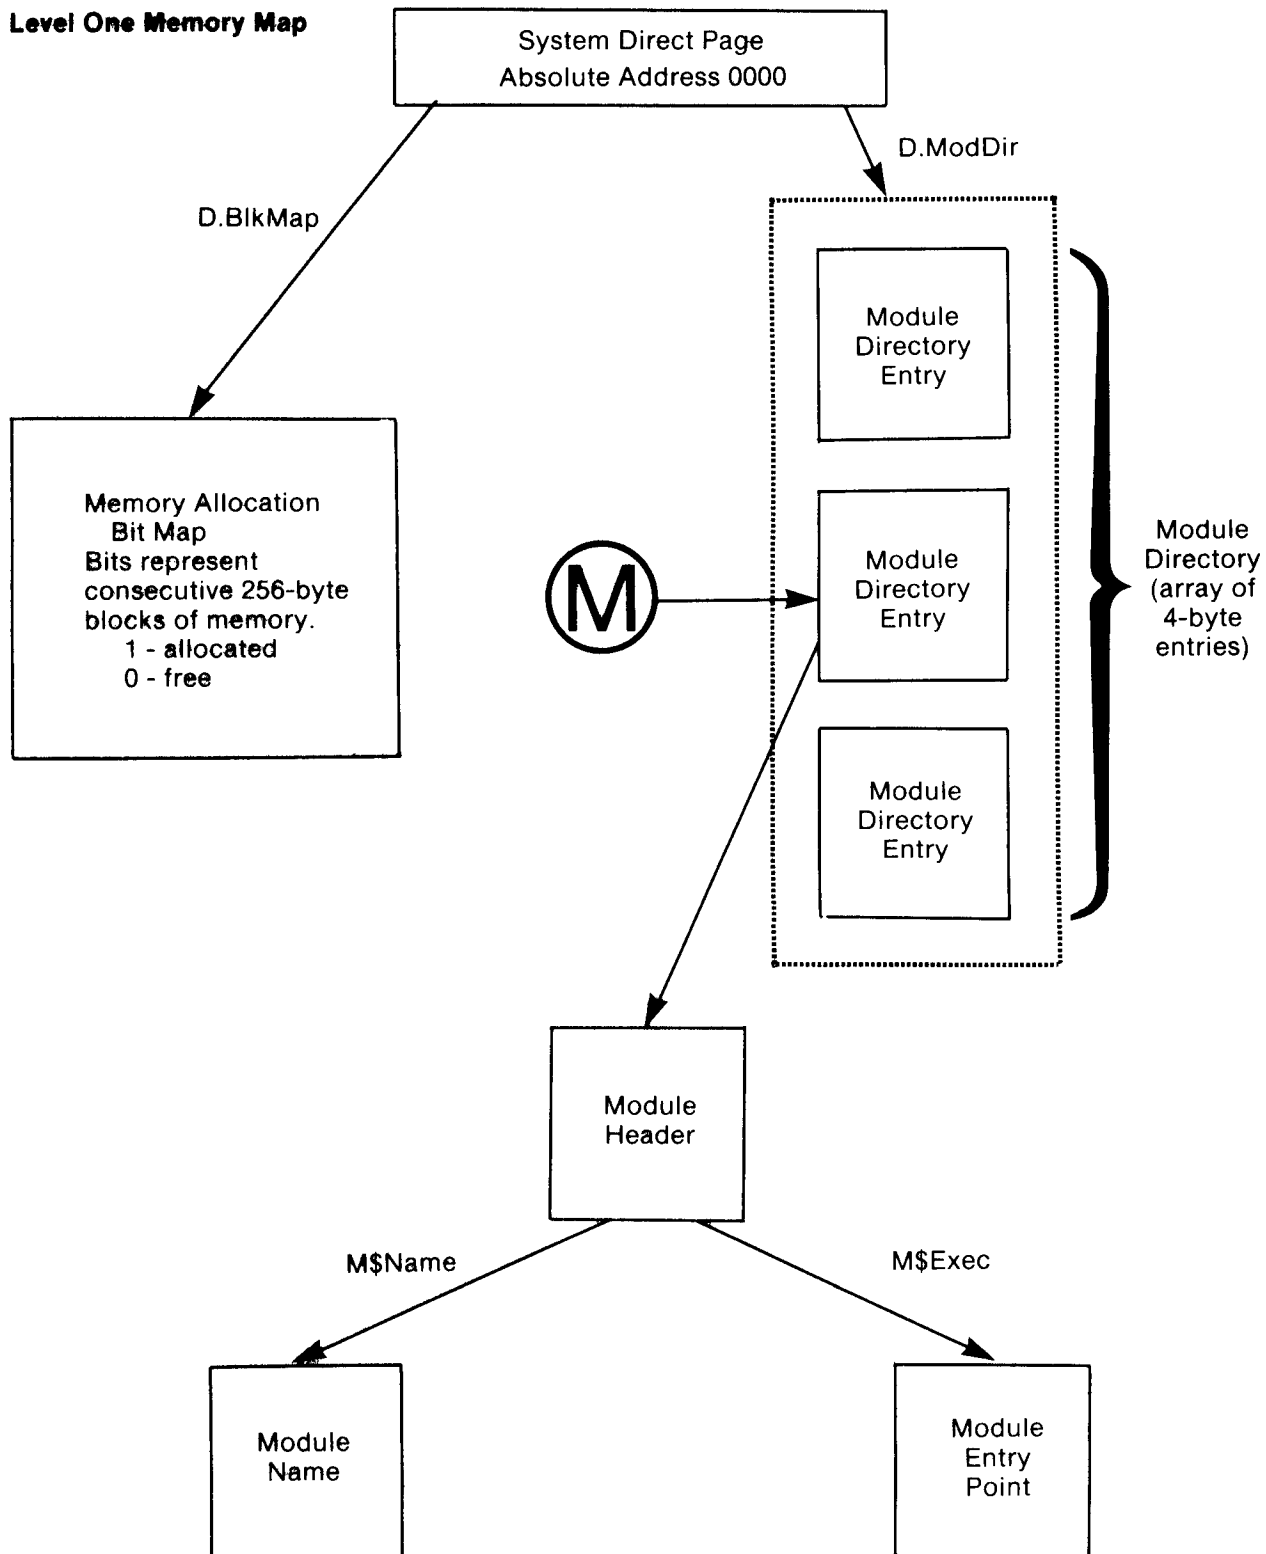 Level One Memory Map
System Direct Page
Absolute Address 0000
D.ModDir
D.BlkMap
Module
Directory
Entry
Memory Allocation
Bit Map
Bits represent
consecutive 256-byte
blocks of memory.
1 - allocated
0 - free
M
Module
Directory
Entry
Module
Directory
(array of
4-byte
entries)
Module
Directory
Entry
Module
Header
M$Name
M$Exec
Module
Name
Module
Entry
Point